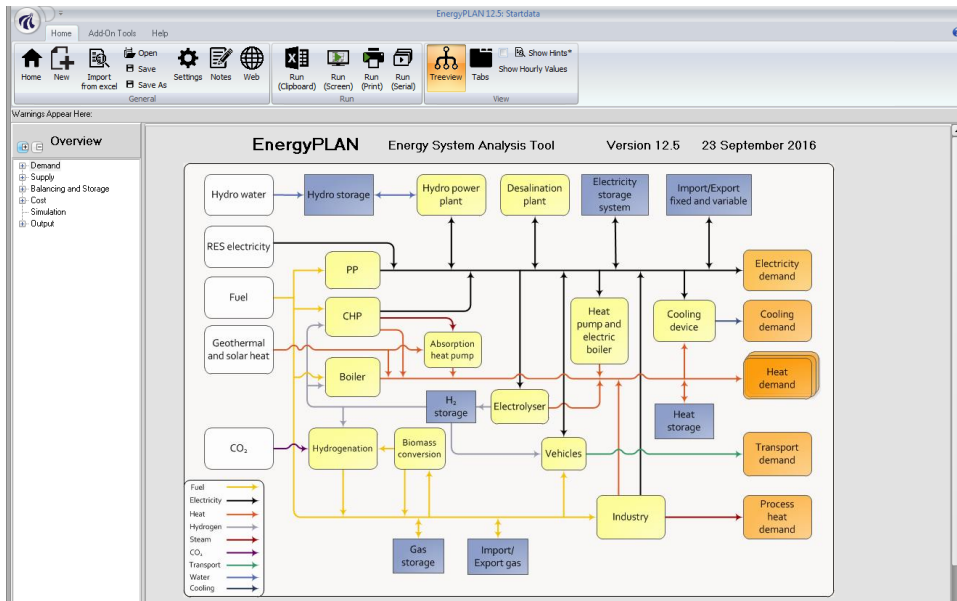 EnergyPLAN 12.5: Startdata
Home
Add-On Tools
Help
Home
New
Import
from excel
Open
Save
Save As
Settings
Notes
Web
General
Run
(Clipboard)
Run
(Screen)
Run
(Print)
Run
(Serial)
Run
Treeview
Tabs
Show Hints*
Show Hourly Values
View
Warnings Appear Here:
Overview
Demand
Supply
Balancing and Storage
Cost
Simulation
Output
EnergyPLAN Energy System Analysis Tool Version 12.5 23 September 2016
Hydro water
Hydro storage
Hydro power
plant
Desalination
plant
Electricity
storage
system
Import/Export
fixed and variable
RES electricity
PP
Electricity
demand
Fuel
CHP
Heat
pump and
electric
boiler
Cooling
device
Cooling
demand
Geothermal
and solar heat
Absorption
heat pump
Boiler
Heat
demand
H₂
storage
Electrolyser
Heat
storage
CO₂
Hydrogenation
Biomass
conversion
Vehicles
Transport
demand
Industry
Process
heat
demand
Gas
storage
Import/
Export gas
Fuel
Electricity
Heat
Hydrogen
Steam
CO₂
Transport
Water
Cooling